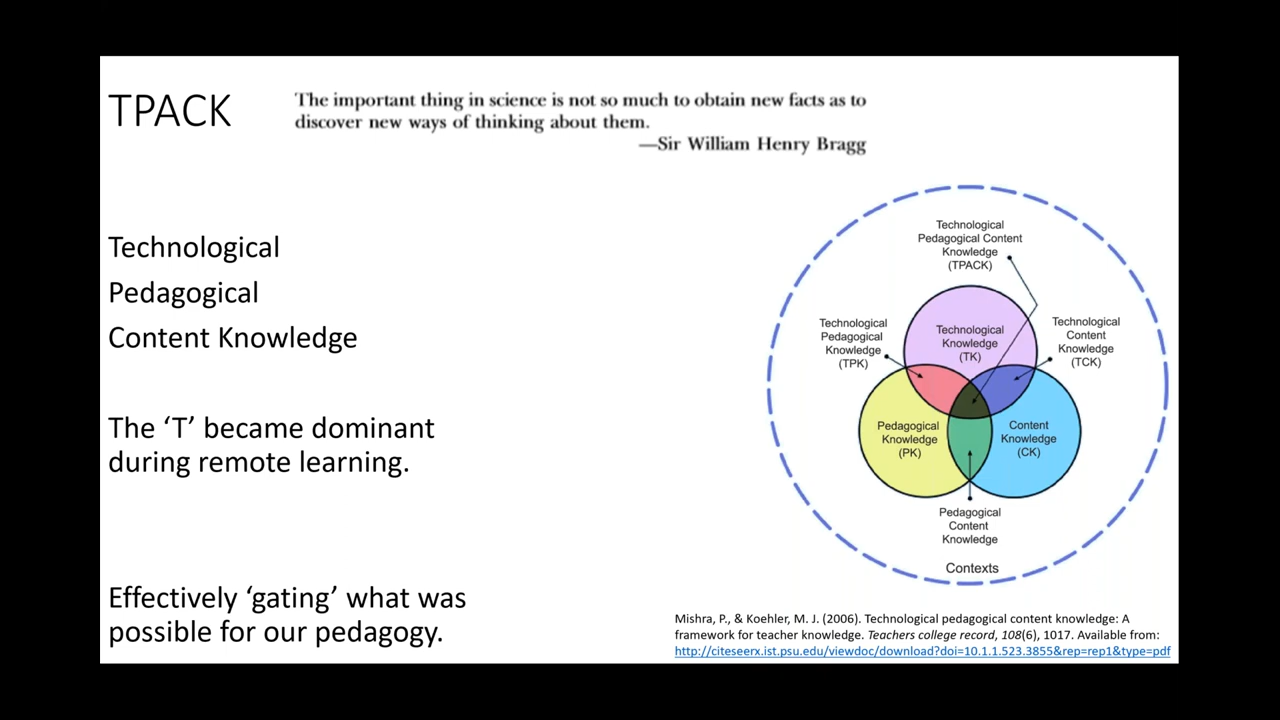 TPACK
The important thing in science is not so much to obtain new facts as to
discover new ways of thinking about them.
—Sir William Henry Bragg
Technological
Pedagogical
Content Knowledge
The ‘T’ became dominant
during remote learning.
Effectively ‘gating’ what was
possible for our pedagogy.
Technological
Pedagogical Content
Knowledge
(TPACK)
Technological
Pedagogical
Knowledge
(TPK)
Technological
Knowledge
(TK)
Technological
Content
Knowledge
(TCK)
Pedagogical
Knowledge
(PK)
Content
Knowledge
(CK)
Pedagogical
Content
Knowledge
Contexts
Mishra, P., & Koehler, M. J. (2006). Technological pedagogical content knowledge: A
framework for teacher knowledge. Teachers college record, 108(6), 1017. Available from:
http://citeseerx.ist.psu.edu/viewdoc/download?doi=10.1.1.523.3855&rep=rep1&type=pdf